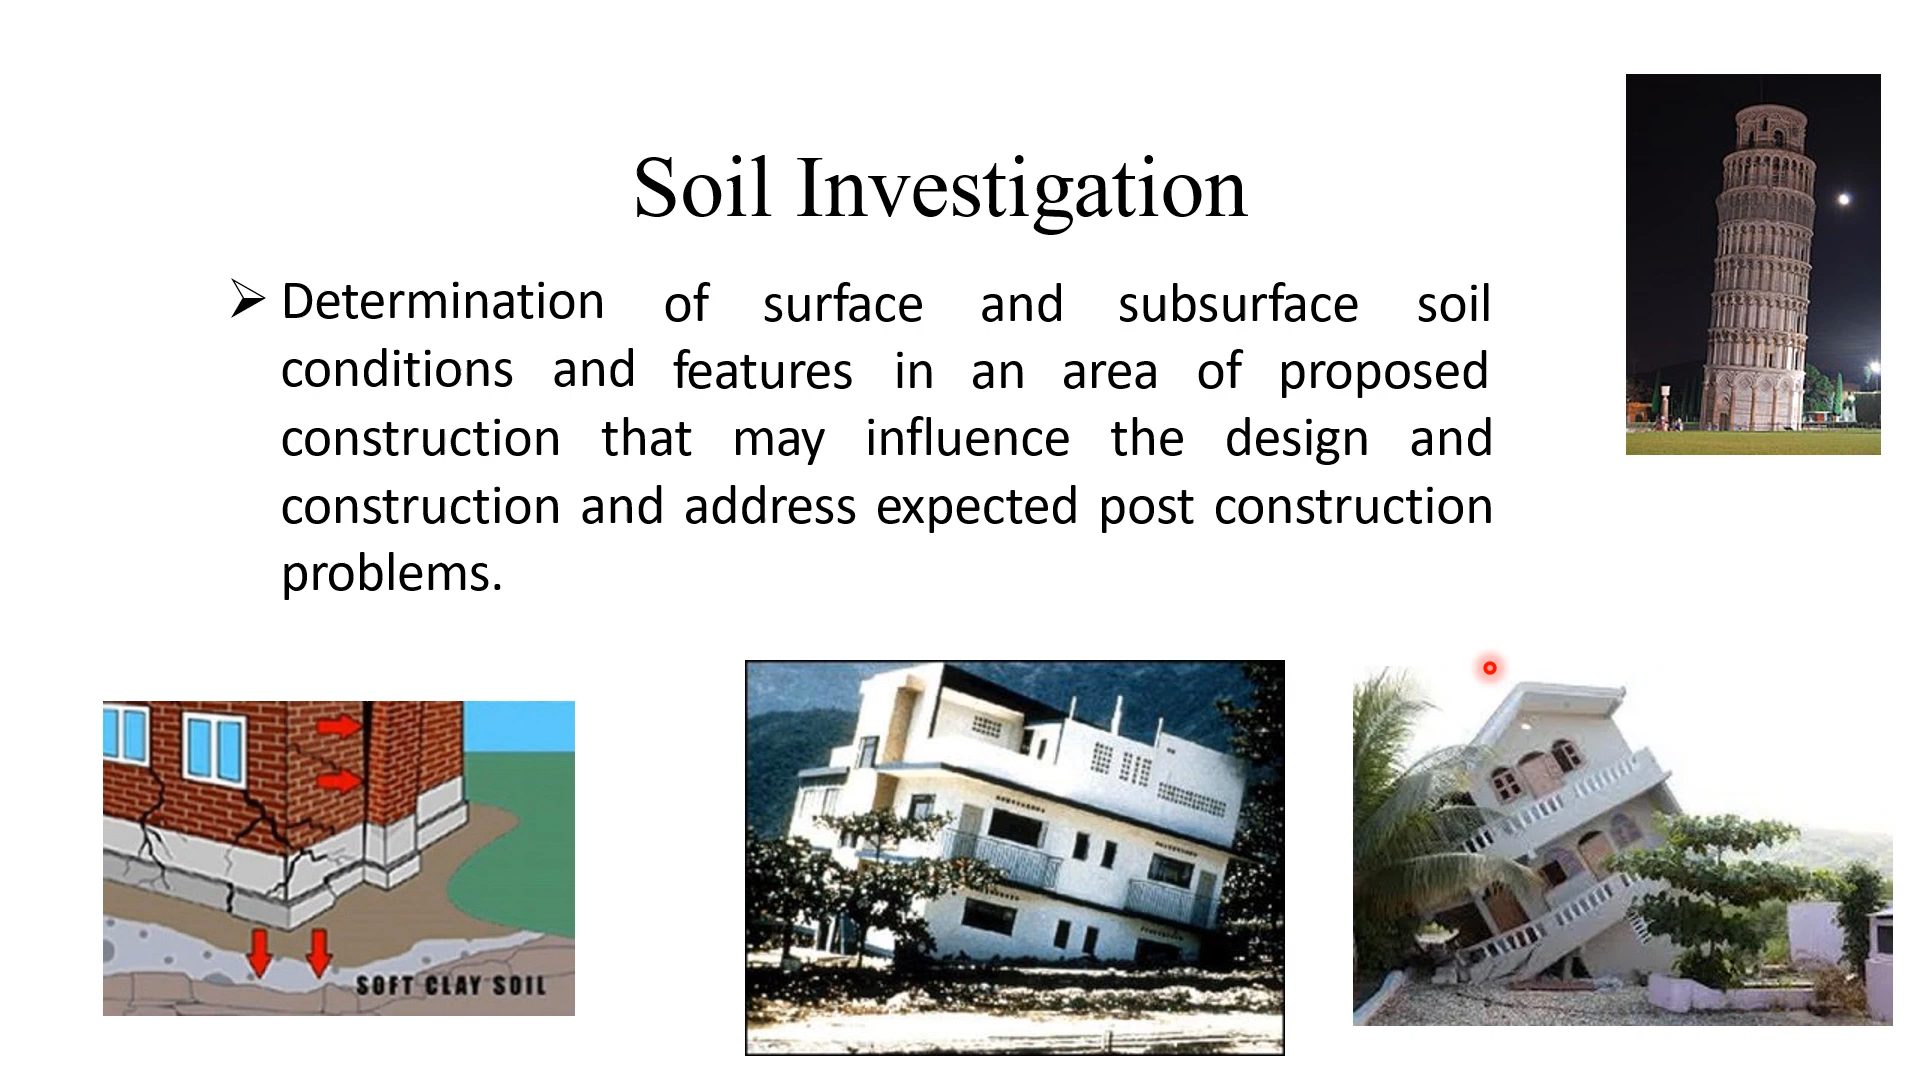 Soil Investigation
➢ Determination of surface and subsurface soil
conditions and features in an area of proposed
construction that may influence the design and
construction and address expected post construction
problems.
SOFT CLAY SOIL